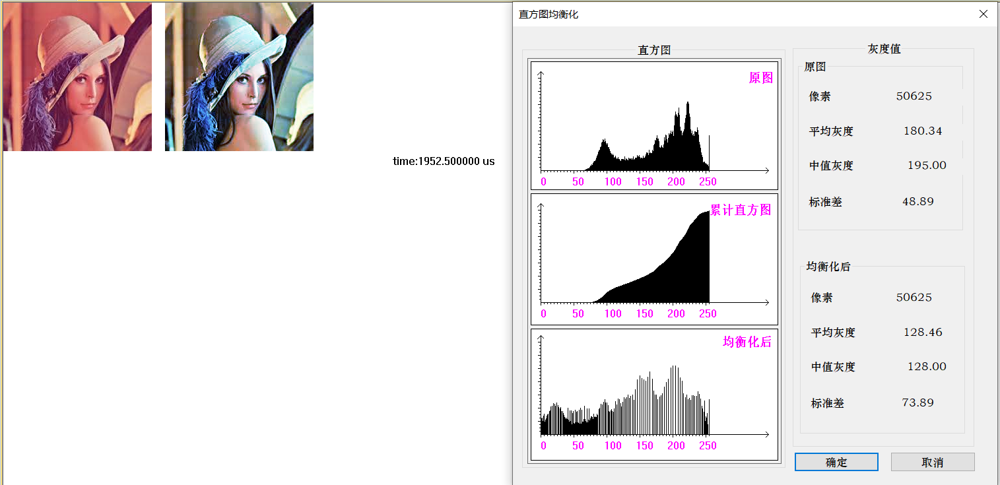 time:1952.500000 us
直方图均衡化
直方图
原图
0 50 100 150 200 250
累计直方图
0 50 100 150 200 250
均衡化后
0 50 100 150 200 250
灰度值
原图
像素 50625
平均灰度 180.34
中值灰度 195.00
标准差 48.89
均衡化后
像素 50625
平均灰度 128.46
中值灰度 128.00
标准差 73.89
确定 取消